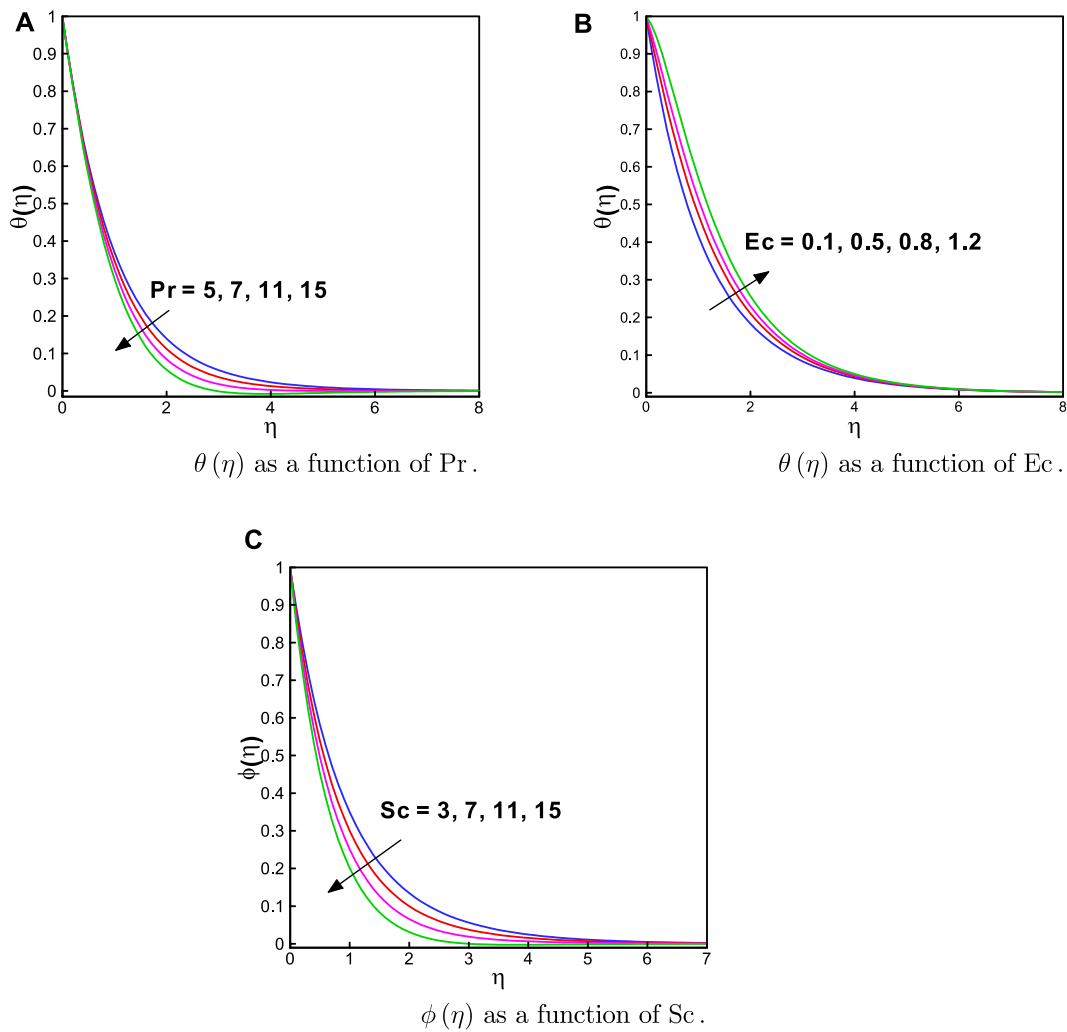 A
1
0.9
0.8
0.7
0.6
0.5
0.4
0.3
0.2
0.1
0
θ(η)
Pr = 5, 7, 11, 15
0 2 4 6 8
η
θ (η) as a function of Pr .
B
1
0.9
0.8
0.7
0.6
0.5
0.4
0.3
0.2
0.1
0
θ(η)
Ec = 0.1, 0.5, 0.8, 1.2
0 2 4 6 8
η
θ (η) as a function of Ec .
C
1
0.9
0.8
0.7
0.6
0.5
0.4
0.3
0.2
0.1
0
ϕ(η)
Sc = 3, 7, 11, 15
0 1 2 3 4 5 6 7
η
ϕ (η) as a function of Sc .